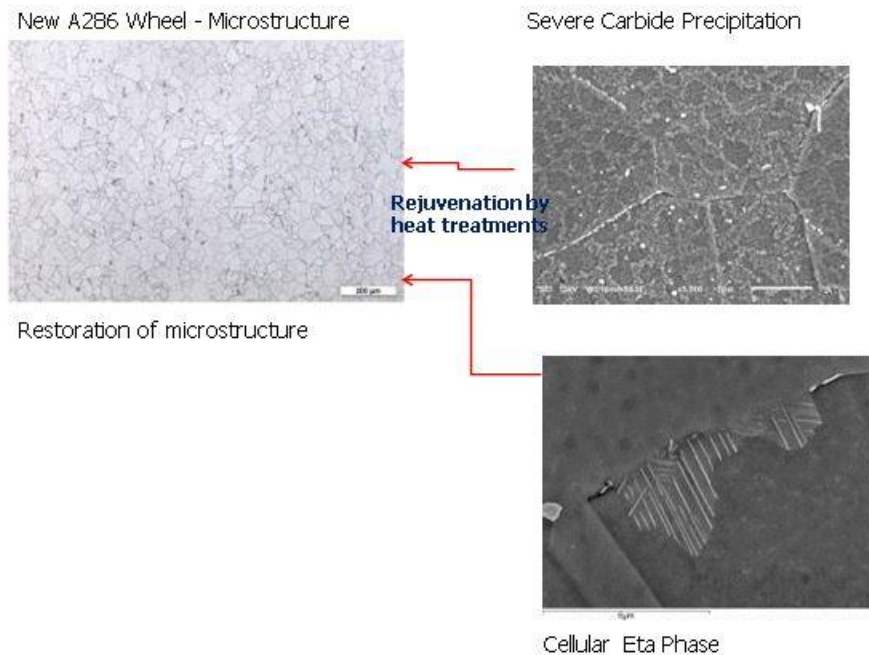 New A286 Wheel - Microstructure
Severe Carbide Precipitation
Rejuvenation by
heat treatments
Restoration of microstructure
Cellular Eta Phase